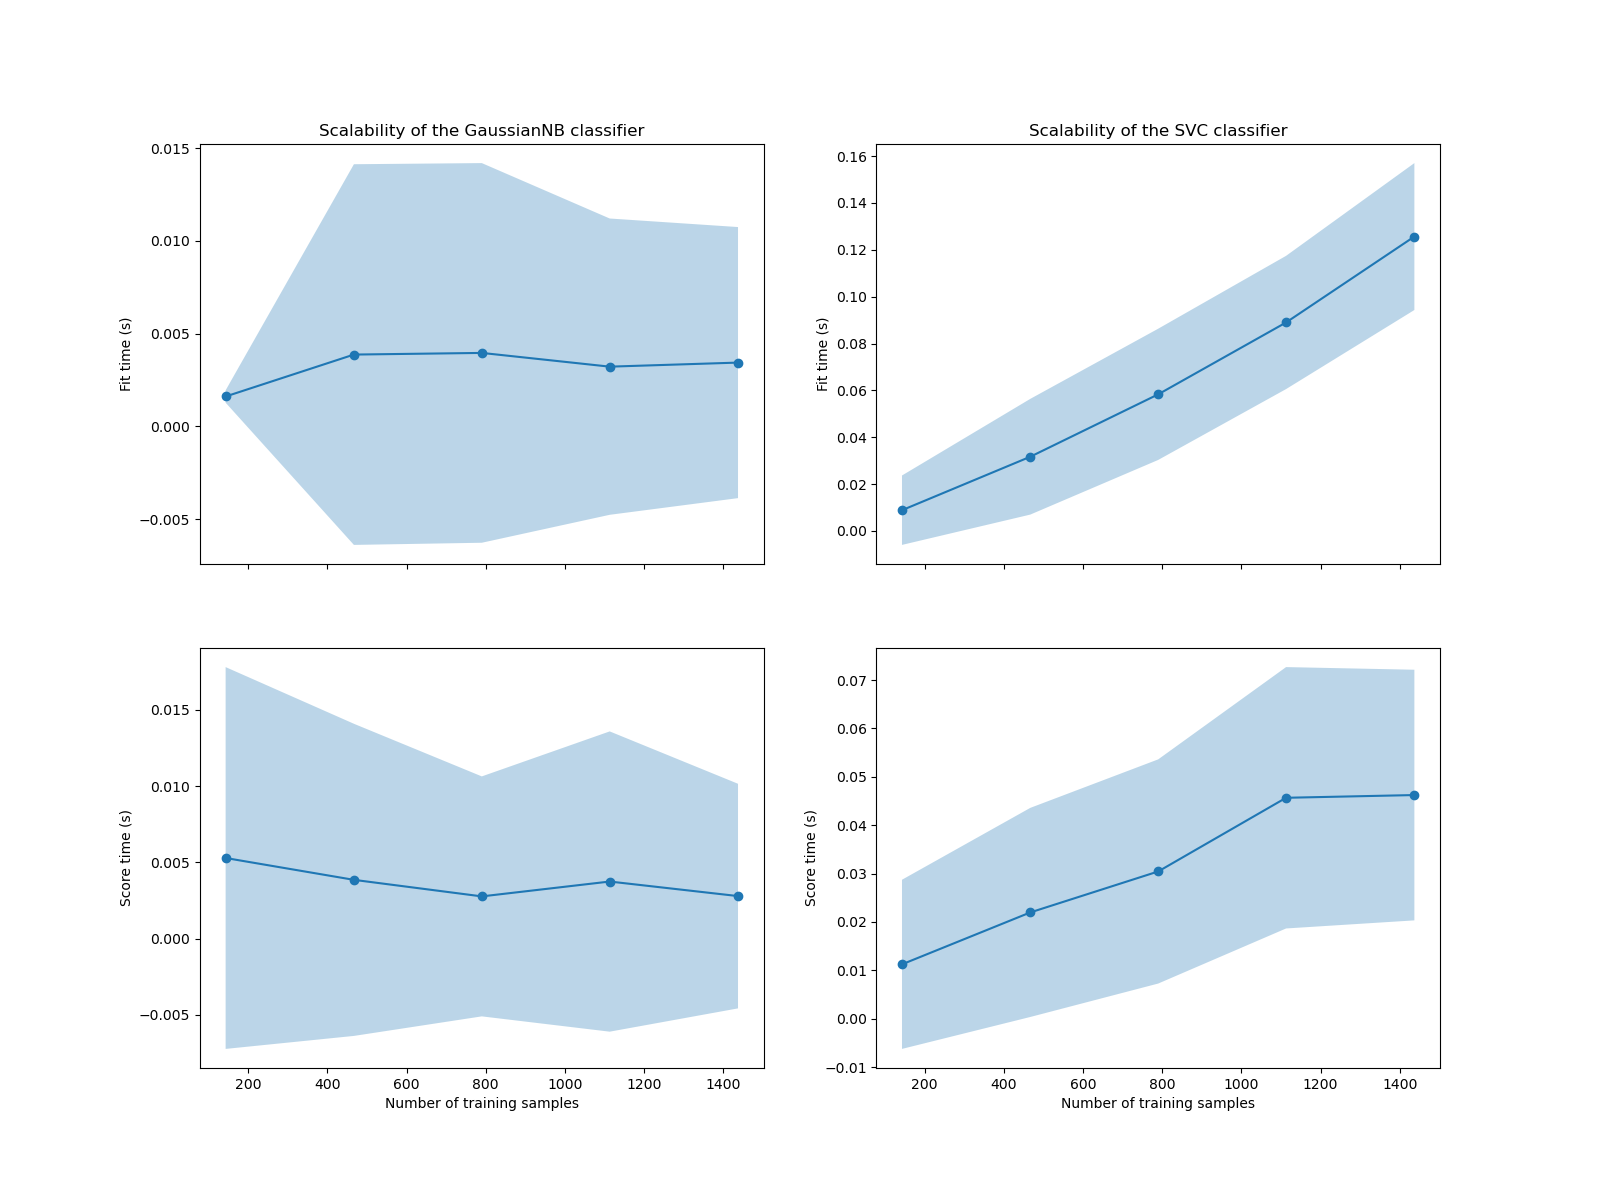 Scalability of the GaussianNB classifier
0.015
0.010
0.005
0.000
−0.005
Fit time (s)
Scalability of the SVC classifier
0.16
0.14
0.12
0.10
0.08
0.06
0.04
0.02
0.00
Fit time (s)
0.015
0.010
0.005
0.000
−0.005
Score time (s)
200 400 600 800 1000 1200 1400
Number of training samples
0.07
0.06
0.05
0.04
0.03
0.02
0.01
0.00
−0.01
Score time (s)
200 400 600 800 1000 1200 1400
Number of training samples